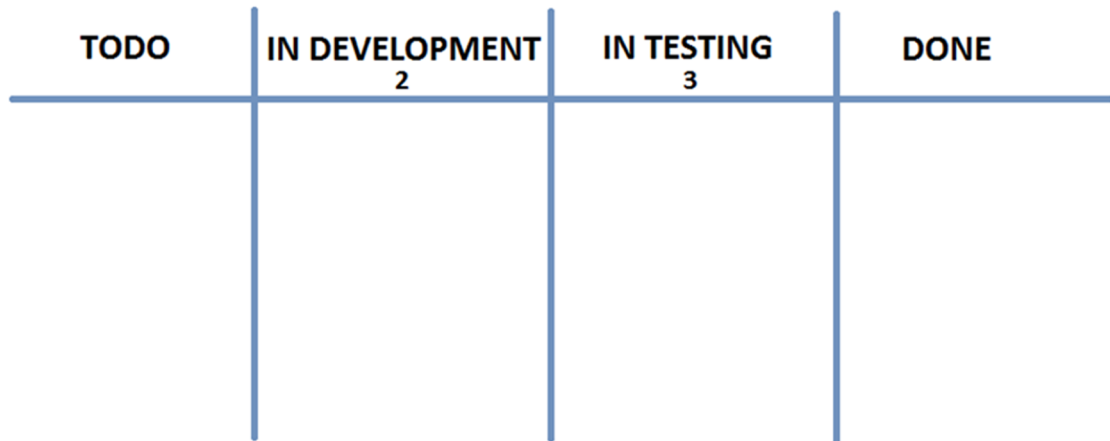 TODO
IN DEVELOPMENT
2
IN TESTING
3
DONE